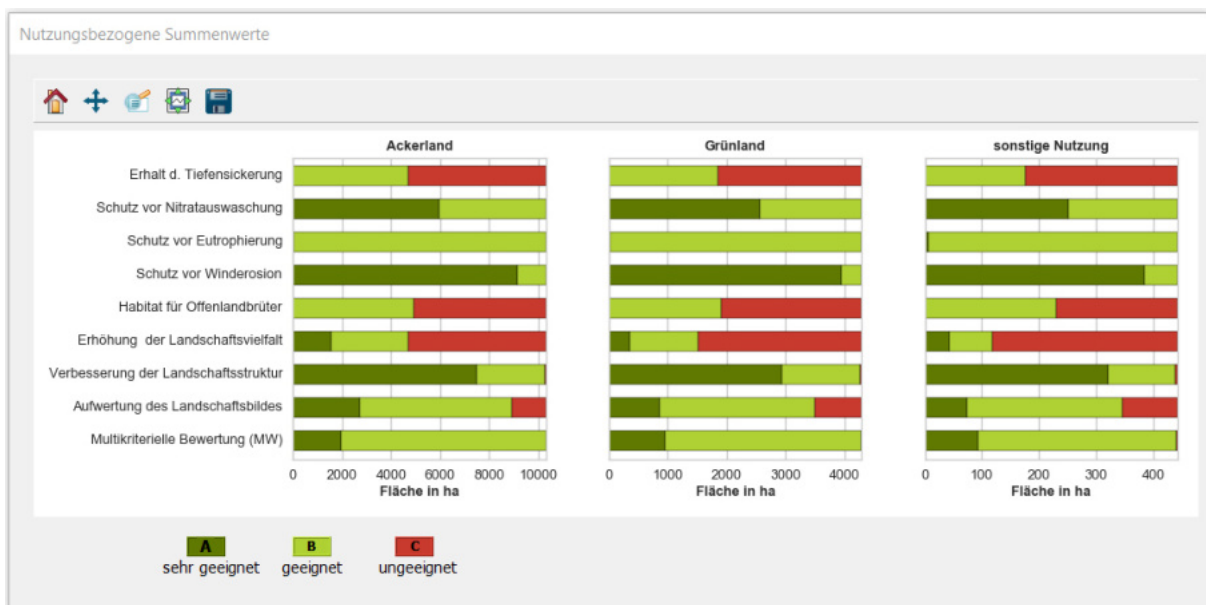 Nutzungsbezogene Summenwerte
Ackerland
Grünland
sonstige Nutzung
Erhalt d. Tiefensickerung
Schutz vor Nitratauswaschung
Schutz vor Eutrophierung
Schutz vor Winderosion
Habitat für Offenlandbrüter
Erhöhung der Landschaftsvielfalt
Verbesserung der Landschaftsstruktur
Aufwertung des Landschaftsbildes
Multikriterielle Bewertung (MW)
0 2000 4000 6000 8000 10000
0 1000 2000 3000 4000
0 100 200 300 400
Fläche in ha
Fläche in ha
Fläche in ha
A B C
sehr geeignet geeignet ungeeignet